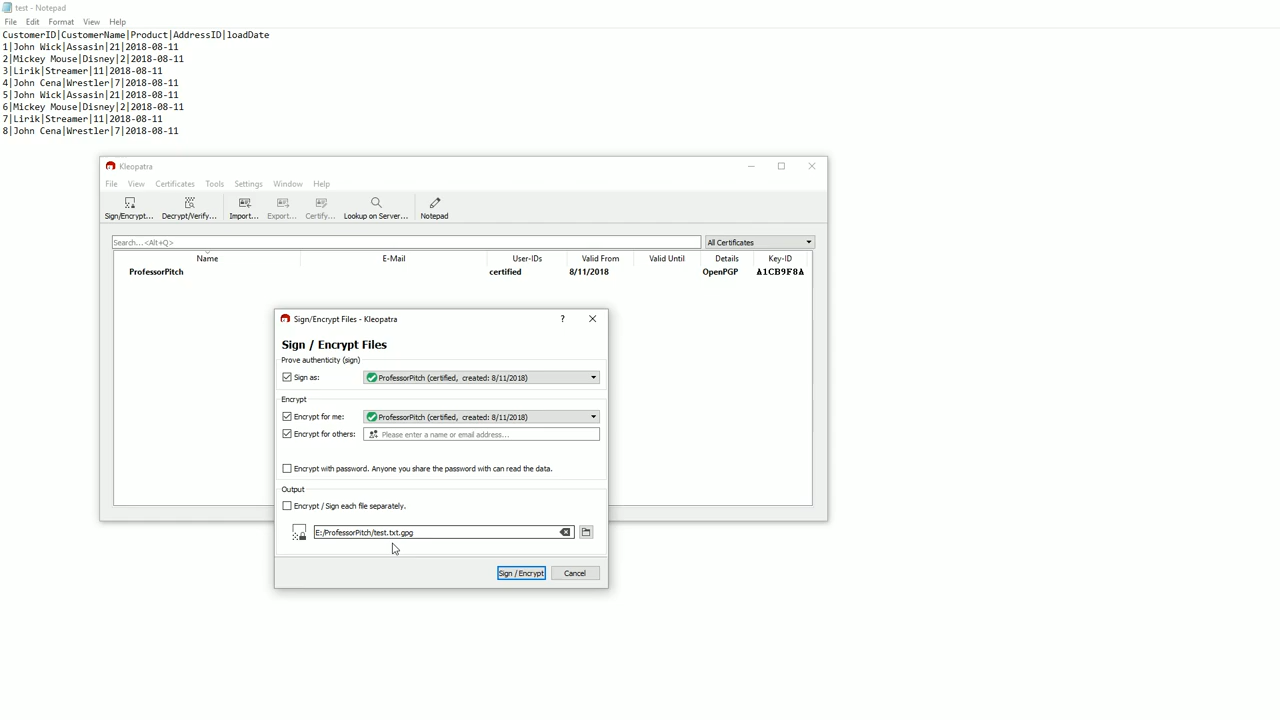 test - Notepad
File Edit Format View Help
CustomerID|CustomerName|Product|AddressID|loadDate
1|John Wick|Assasin|21|2018-08-11
2|Mickey Mouse|Disney|2|2018-08-11
3|Lirik|Streamer|11|2018-08-11
4|John Cena|Wrestler|7|2018-08-11
5|John Wick|Assasin|21|2018-08-11
6|Mickey Mouse|Disney|2|2018-08-11
7|Lirik|Streamer|11|2018-08-11
8|John Cena|Wrestler|7|2018-08-11
Kleopatra
File View Certificates Tools Settings Window Help
Sign/Encrypt... Decrypt/Verify... Import... Export... Certify... Lookup on Server... Notepad
Search...<Alt+Q> All Certificates
Name E-Mail User-IDs Valid From Valid Until Details Key-ID
ProfessorPitch certified 8/11/2018 OpenPGP A1CB9F8A
Sign/Encrypt Files - Kleopatra ?
Sign / Encrypt Files
Prove authenticity (sign)
Sign as: ProfessorPitch (certified, created: 8/11/2018)
Encrypt
Encrypt for me: ProfessorPitch (certified, created: 8/11/2018)
Encrypt for others: Please enter a name or email address...
Encrypt with password. Anyone you share the password with can read the data.
Output
Encrypt / Sign each file separately.
E:/ProfessorPitch/test.txt.gpg
Sign / Encrypt Cancel